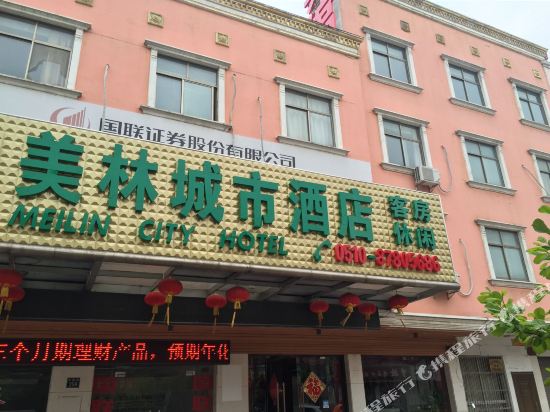 国联证券股份有限公司
美林城市酒店
客房
休闲
MEILIN CITY HOTEL
0510-87809686
三个月期理财产品，预期年化
携程旅行